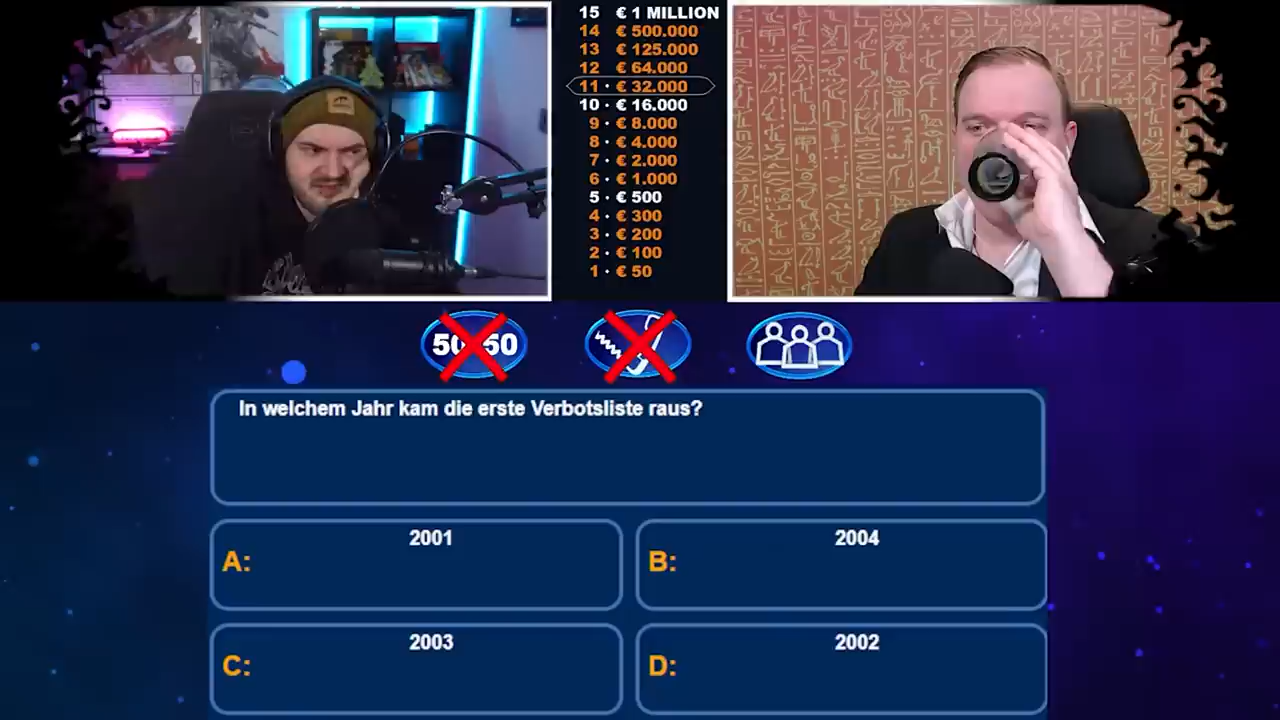 15 € 1 MILLION
14 € 500.000
13 € 125.000
12 € 64.000
11 · € 32.000
10 · € 16.000
9 · € 8.000
8 · € 4.000
7 · € 2.000
6 · € 1.000
5 · € 500
4 · € 300
3 · € 200
2 · € 100
1 · € 50
50 50
In welchem Jahr kam die erste Verbotsliste raus?
A: 2001
B: 2004
C: 2003
D: 2002